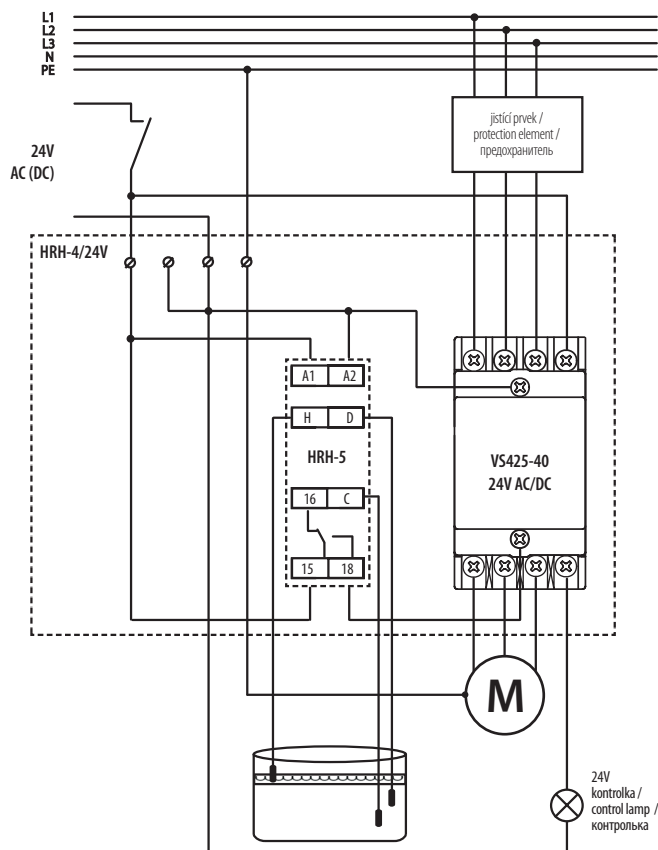 L1
L2
L3
N
PE
jistící prvek /
protection element /
предохранитель
24V
AC (DC)
HRH-4/24V
A1 A2
H D
HRH-5
VS425-40
24V AC/DC
16 C
15 18
M
24V
kontrolka /
control lamp /
контролька